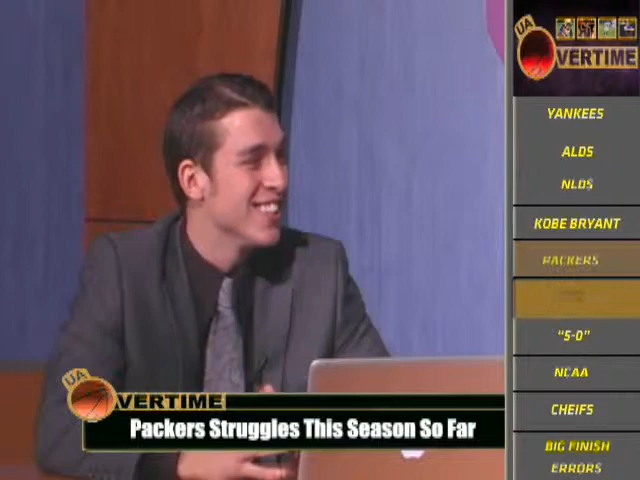 UA
VERTIME
YANKEES
ALDS
NLDS
KOBE BRYANT
PACKERS
"5-0"
NCAA
CHEIFS
BIG FINISH
ERRORS
UA
VERTIME
Packers Struggles This Season So Far